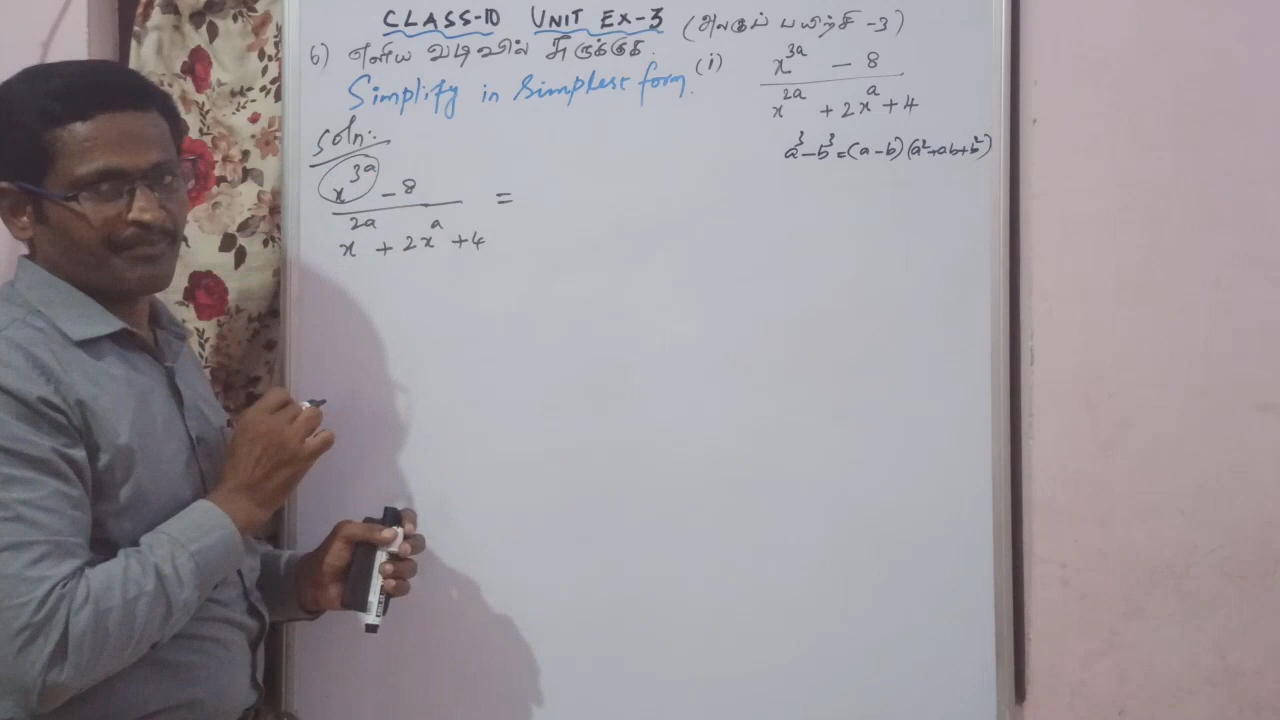 CLASS-10 UNIT EX-3 (அலகுப் பயிற்சி -3)
6) எளிய வடிவில் சுருக்குக.
Simplify in Simplest form. (i) x^3a - 8 / x^2a + 2x^a + 4
a³-b³=(a-b)(a²+ab+b²)
Soln:-
x^3a - 8 / x^2a + 2x^a + 4 =